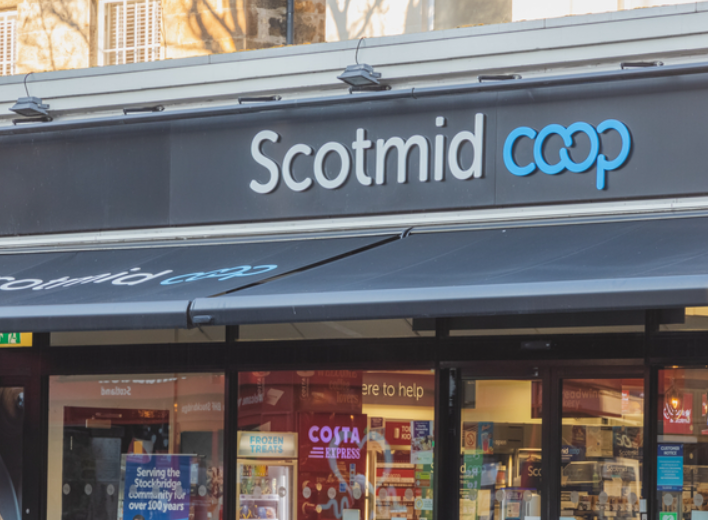 Scotmid coop
Scotmid coop
Scotland
ere to help
FROZEN
TREATS
COSTA
EXPRESS
Serving the
Stockbridge
community for
over 100 years